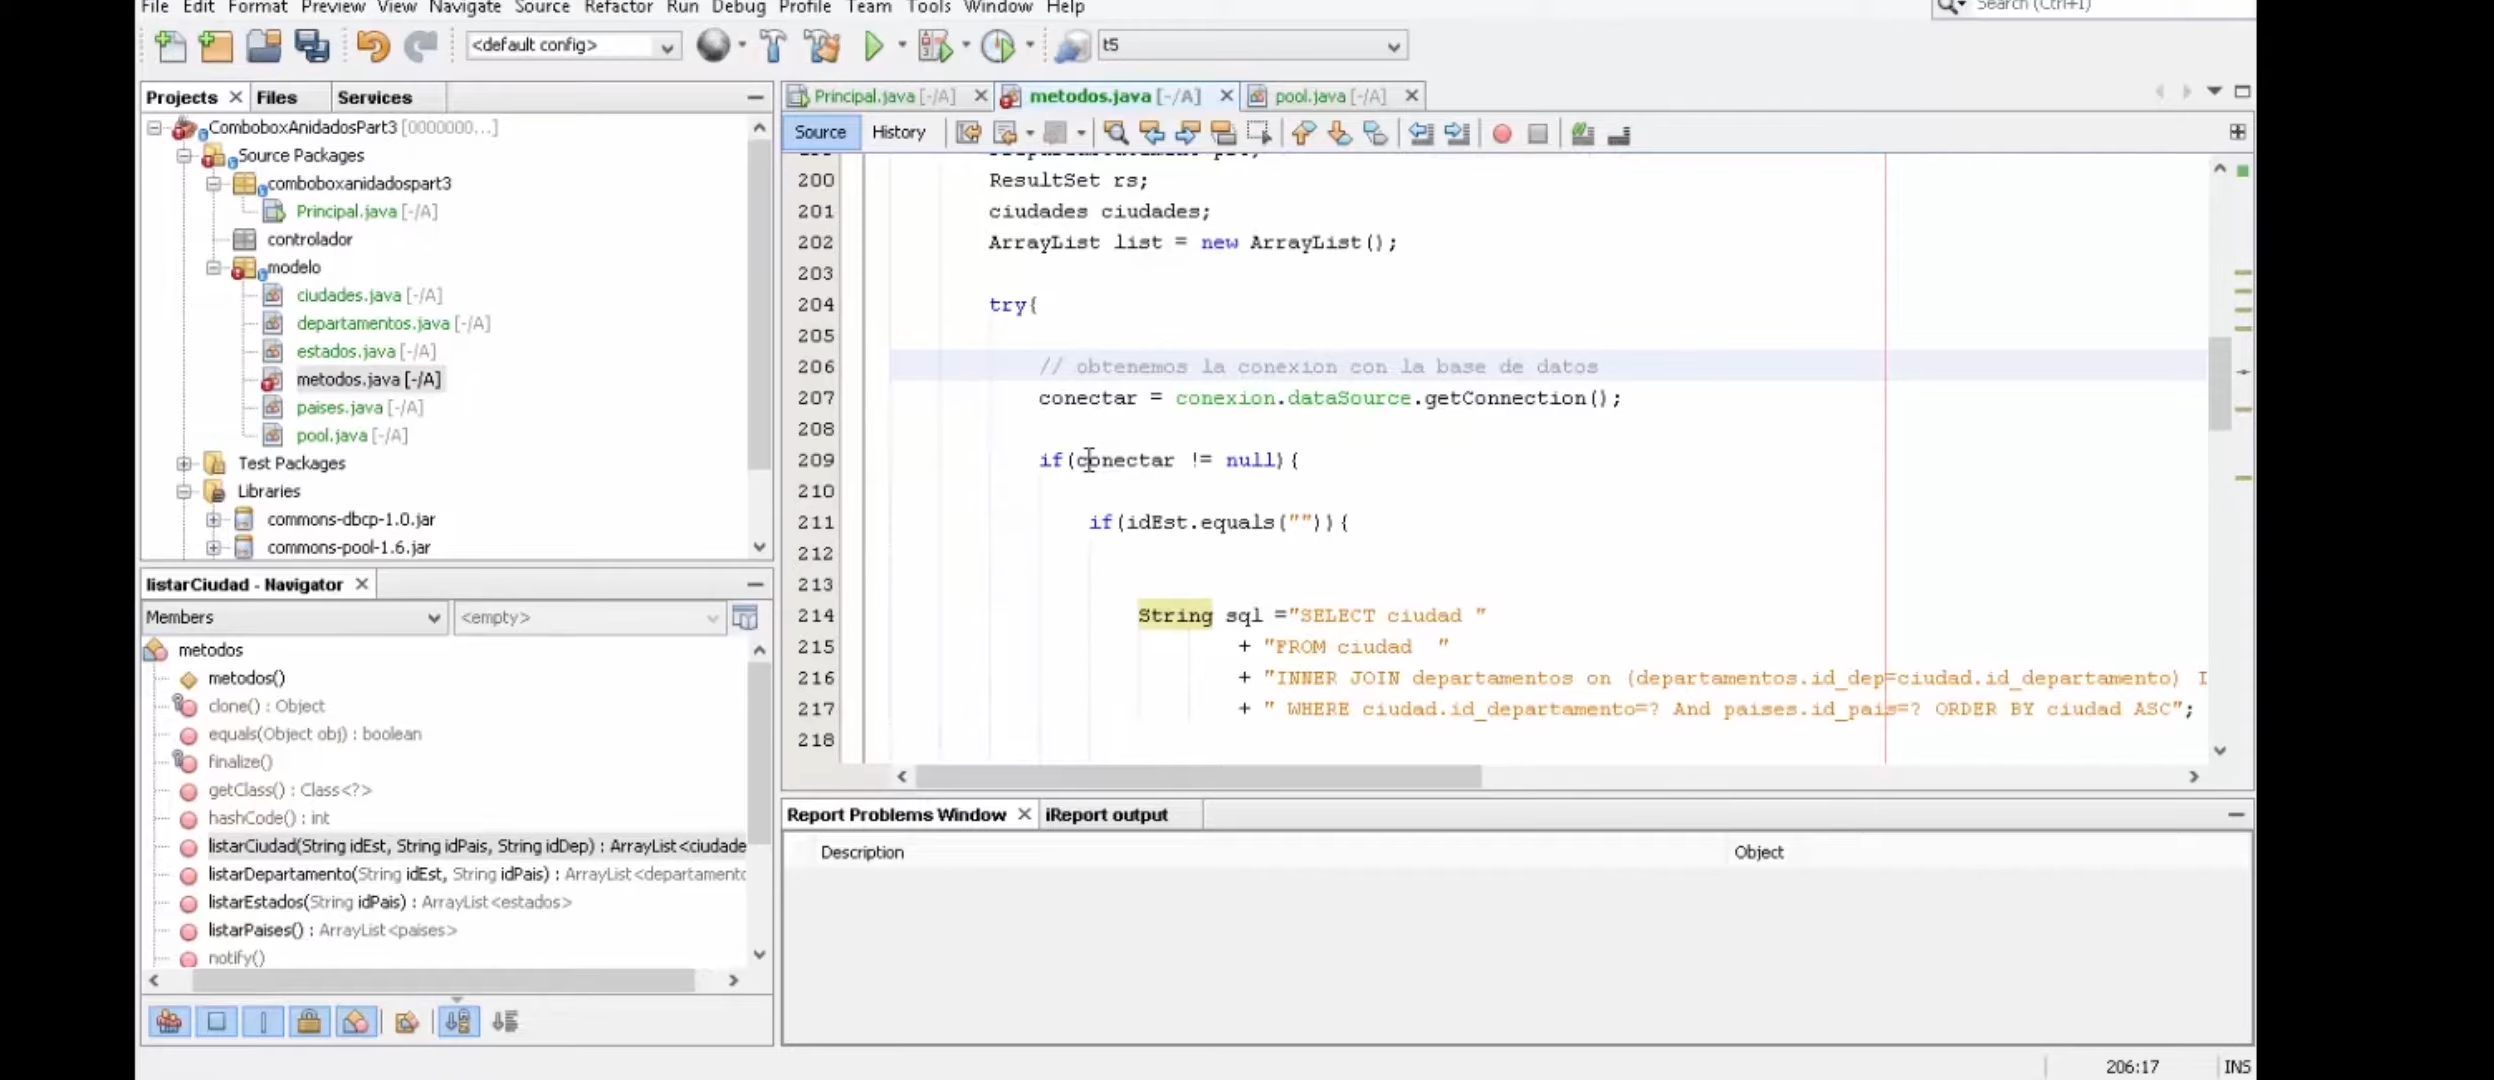 File Edit Format Preview View Navigate Source Refactor Run Debug Profile Team Tools Window Help
Search (Ctrl+I)
<default config>
t5
Projects Files Services
ComboboxAnidadosPart3 [0000000...]
Source Packages
comboboxanidadospart3
Principal.java [-/A]
controlador
modelo
ciudades.java [-/A]
departamentos.java [-/A]
estados.java [-/A]
metodos.java [-/A]
paises.java [-/A]
pool.java [-/A]
Test Packages
Libraries
commons-dbcp-1.0.jar
commons-pool-1.6.jar
listarCiudad - Navigator
Members
<empty>
metodos
metodos()
clone() : Object
equals(Object obj) : boolean
finalize()
getClass() : Class<?>
hashCode() : int
listarCiudad(String idEst, String idPais, String idDep) : ArrayList<ciudade
listarDepartamento(String idEst, String idPais) : ArrayList<departamento
listarEstados(String idPais) : ArrayList<estados>
listarPaises() : ArrayList<paises>
notify()
Principal.java [-/A] metodos.java [-/A] pool.java [-/A]
Source History
200 ResultSet rs;
201 ciudades ciudades;
202 ArrayList list = new ArrayList();
203
204 try{
205
206 // obtenemos la conexion con la base de datos
207 conectar = conexion.dataSource.getConnection();
208
209 if(conectar != null){
210
211 if(idEst.equals("")){
212
213
214 String sql ="SELECT ciudad "
215 + "FROM ciudad  "
216 + "INNER JOIN departamentos on (departamentos.id_dep=ciudad.id_departamento) I
217 + " WHERE ciudad.id_departamento=? And paises.id_pais=? ORDER BY ciudad ASC";
218
Report Problems Window iReport output
Description Object
206:17 INS